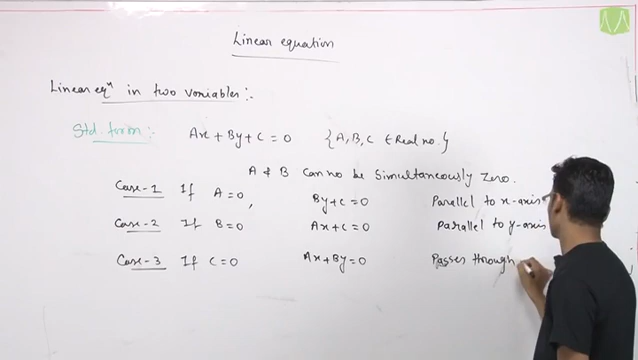 Linear equation
Linear eqn in two variables :-
Std. form :- Ax + By + C = 0 {A, B, C ∈ Real no.}
A & B Can no be Simultaneously Zero.
Case-1 If A = 0, By + C = 0 Parallel to x-axis
Case-2 If B = 0 Ax + C = 0 Parallel to y-axis
Case-3 If C = 0 Ax + By = 0 Passes through